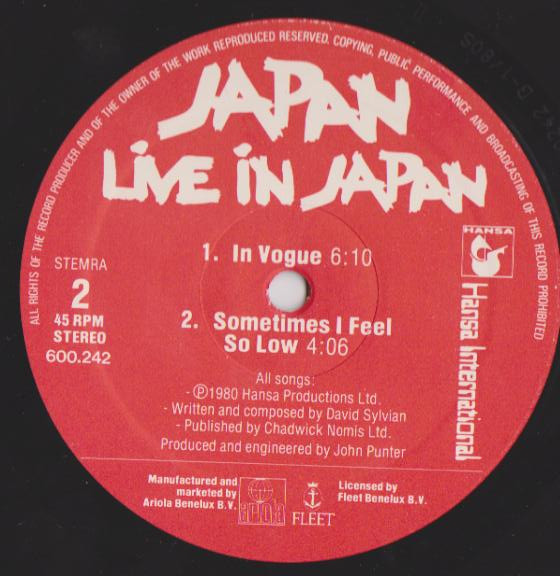 ALL RIGHTS OF THE RECORD PRODUCER AND OF THE OWNER OF THE WORK REPRODUCED RESERVED. COPYING, PUBLIC PERFORMANCE AND BROADCASTING OF THIS RECORD PROHIBITED
JAPAN
LIVE IN JAPAN
1. In Vogue 6:10
HANSA
Hansa International
STEMRA
2
45 RPM
STEREO
600.242
2. Sometimes I Feel
So Low 4:06
All songs:
- Ⓟ1980 Hansa Productions Ltd.
- Written and composed by David Sylvian
- Published by Chadwick Nomis Ltd.
Produced and engineered by John Punter
Manufactured and
marketed by
Ariola Benelux B.V.
ARIOLA
FLEET
Licensed by
Fleet Benelux B.V.